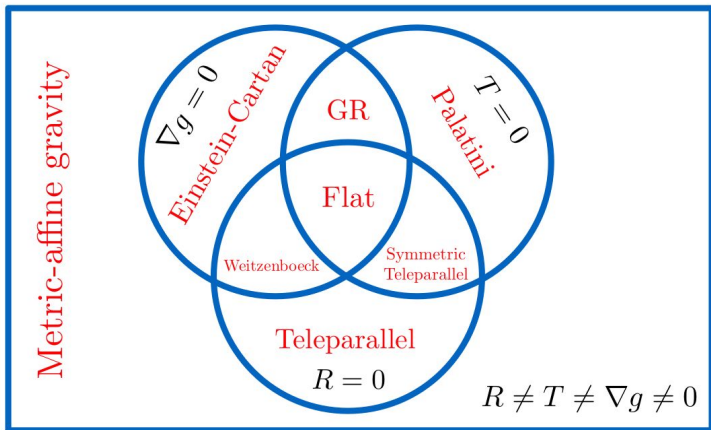 Metric-affine gravity
∇g = 0
Einstein-Cartan
GR
T = 0
Palatini
Flat
Weitzenboeck
Symmetric
Teleparallel
Teleparallel
R = 0
R ≠ T ≠ ∇g ≠ 0